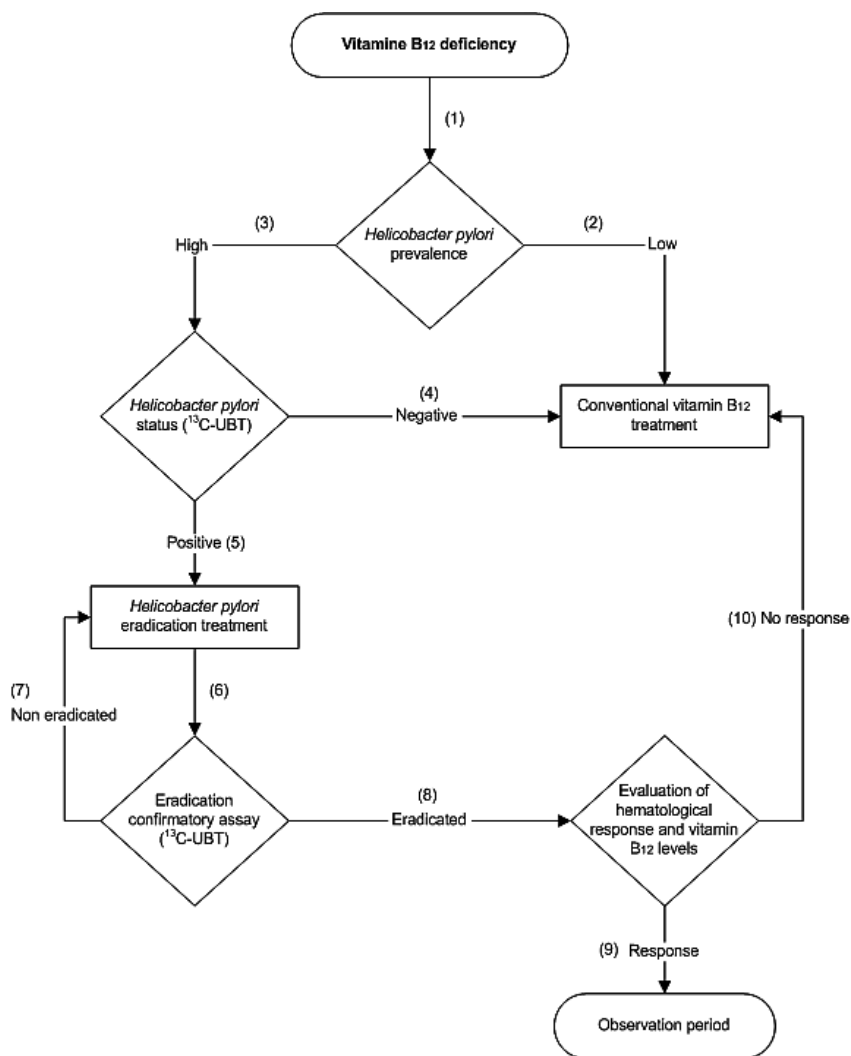 Vitamine B12 deficiency
(1)
(3)
(2)
Helicobacter pylori
prevalence
High
Low
Helicobacter pylori
status (13C-UBT)
(4)
Negative
Conventional vitamin B12
treatment
Positive (5)
Helicobacter pylori
eradication treatment
(10) No response
(6)
(7)
Non eradicated
Eradication
confirmatory assay
(13C-UBT)
(8)
Eradicated
Evaluation of
hematological
response and vitamin
B12 levels
(9) Response
Observation period